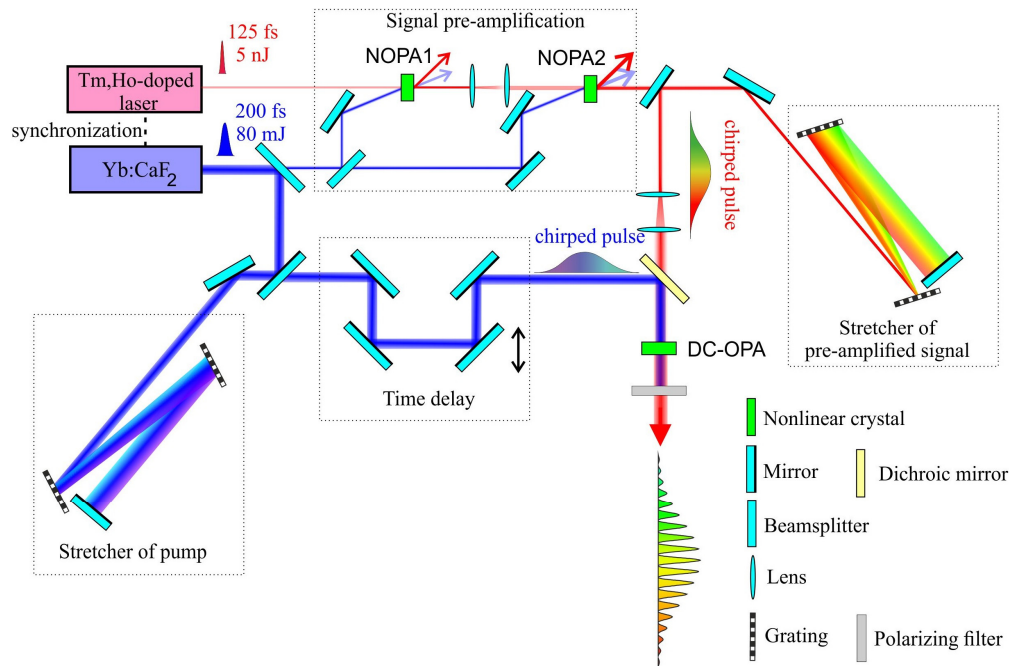 Signal pre-amplification
125 fs
5 nJ
NOPA1
NOPA2
Tm,Ho-doped
laser
synchronization
200 fs
80 mJ
Yb:CaF2
chirped pulse
chirped pulse
Stretcher of
pre-amplified signal
DC-OPA
Time delay
Stretcher of pump
Nonlinear crystal
Mirror
Dichroic mirror
Beamsplitter
Lens
Grating
Polarizing filter